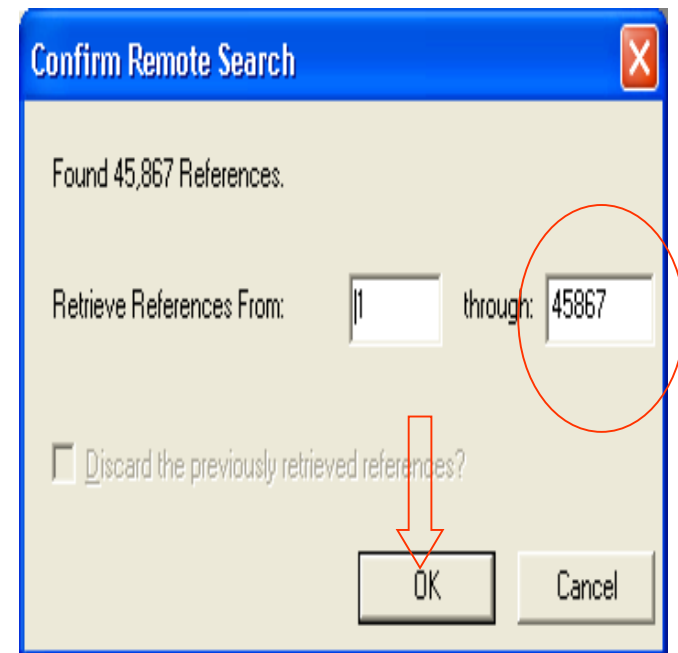 Confirm Remote Search
Found 45,867 References.
Retrieve References From: 1 through: 45867
Discard the previously retrieved references?
OK Cancel